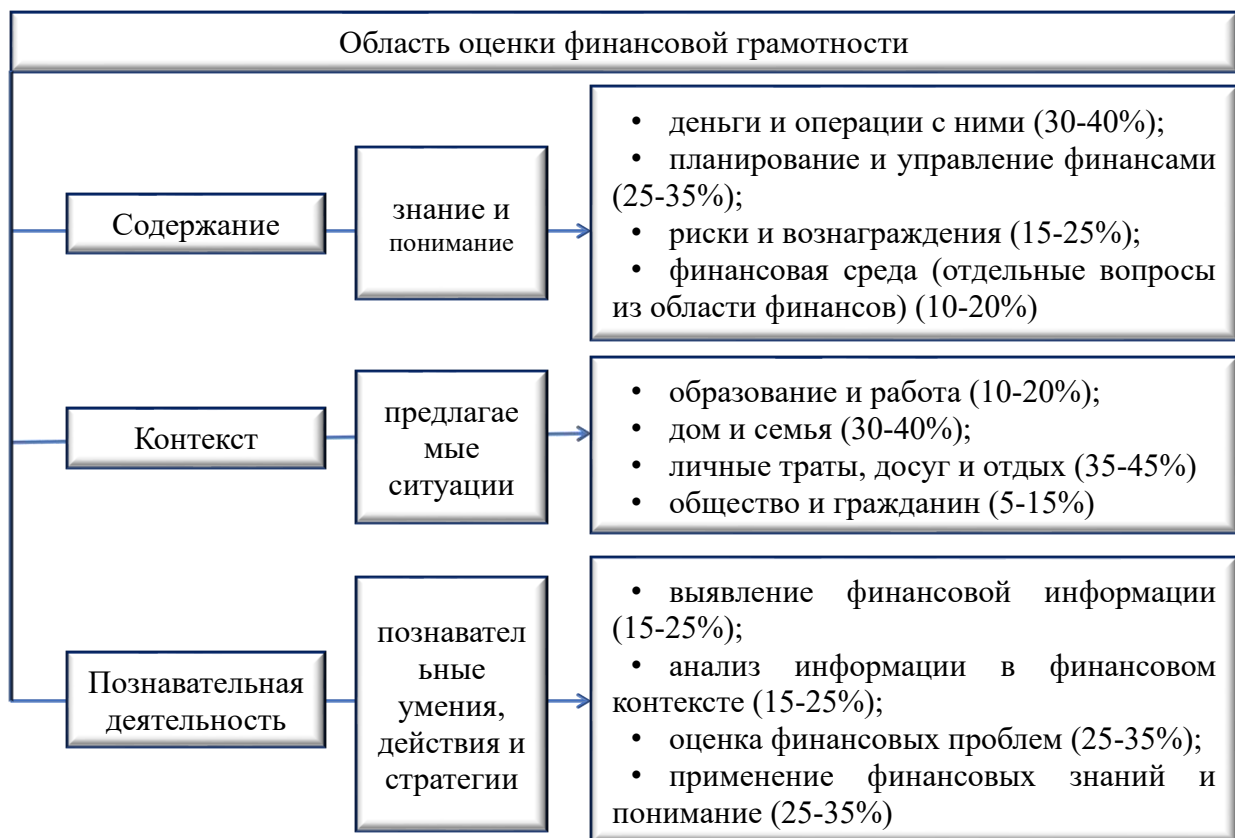 Область оценки финансовой грамотности
Содержание
знание и
понимание
• деньги и операции с ними (30-40%);
• планирование и управление финансами
(25-35%);
• риски и вознаграждения (15-25%);
• финансовая среда (отдельные вопросы
из области финансов) (10-20%)
Контекст
предлагае
мые
ситуации
• образование и работа (10-20%);
• дом и семья (30-40%);
• личные траты, досуг и отдых (35-45%)
• общество и гражданин (5-15%)
Познавательная
деятельность
познавател
ьные
умения,
действия и
стратегии
• выявление финансовой информации
(15-25%);
• анализ информации в финансовом
контексте (15-25%);
• оценка финансовых проблем (25-35%);
• применение финансовых знаний и
понимание (25-35%)